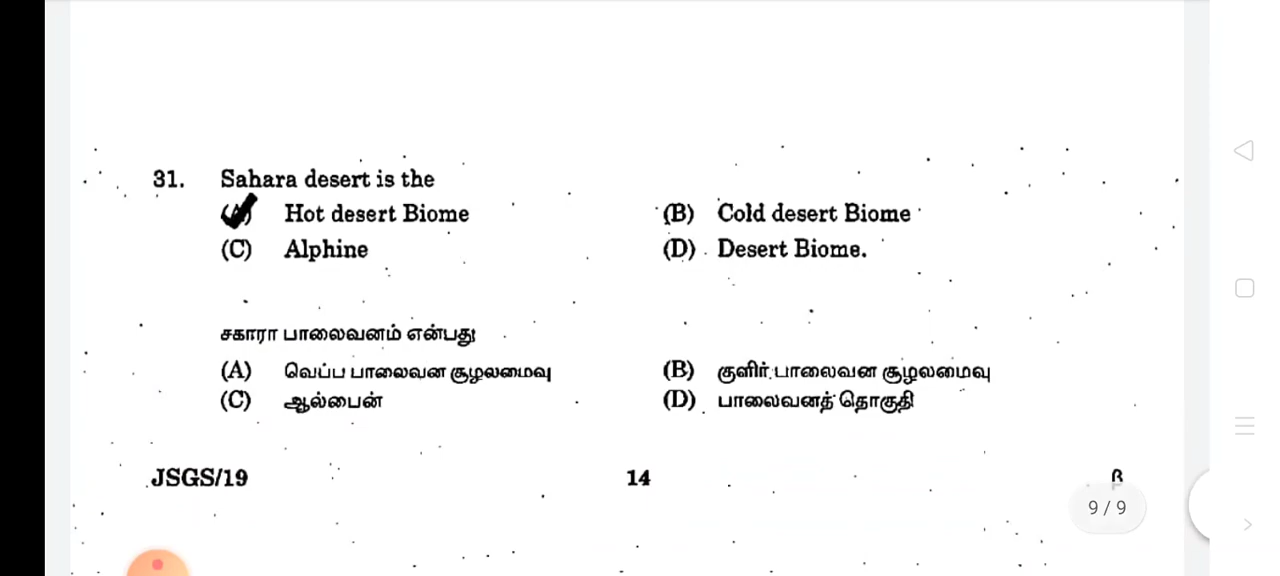 31. Sahara desert is the
(A) Hot desert Biome (B) Cold desert Biome
(C) Alphine (D) Desert Biome.
சகாரா பாலைவனம் என்பது
(A) வெப்ப பாலைவன சூழலமைவு (B) குளிர் பாலைவன சூழலமைவு
(C) ஆல்பைன் (D) பாலைவனத் தொகுதி
JSGS/19 14 β
9 / 9